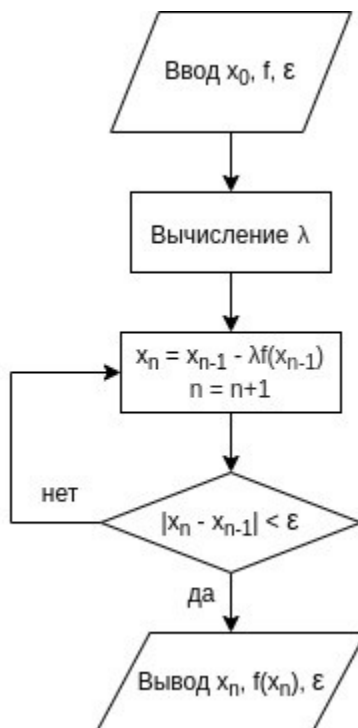 Ввод x₀, f, ε
Вычисление λ
xₙ = xₙ₋₁ - λf(xₙ₋₁)
n = n+1
нет
|xₙ - xₙ₋₁| < ε
да
Вывод xₙ, f(xₙ), ε